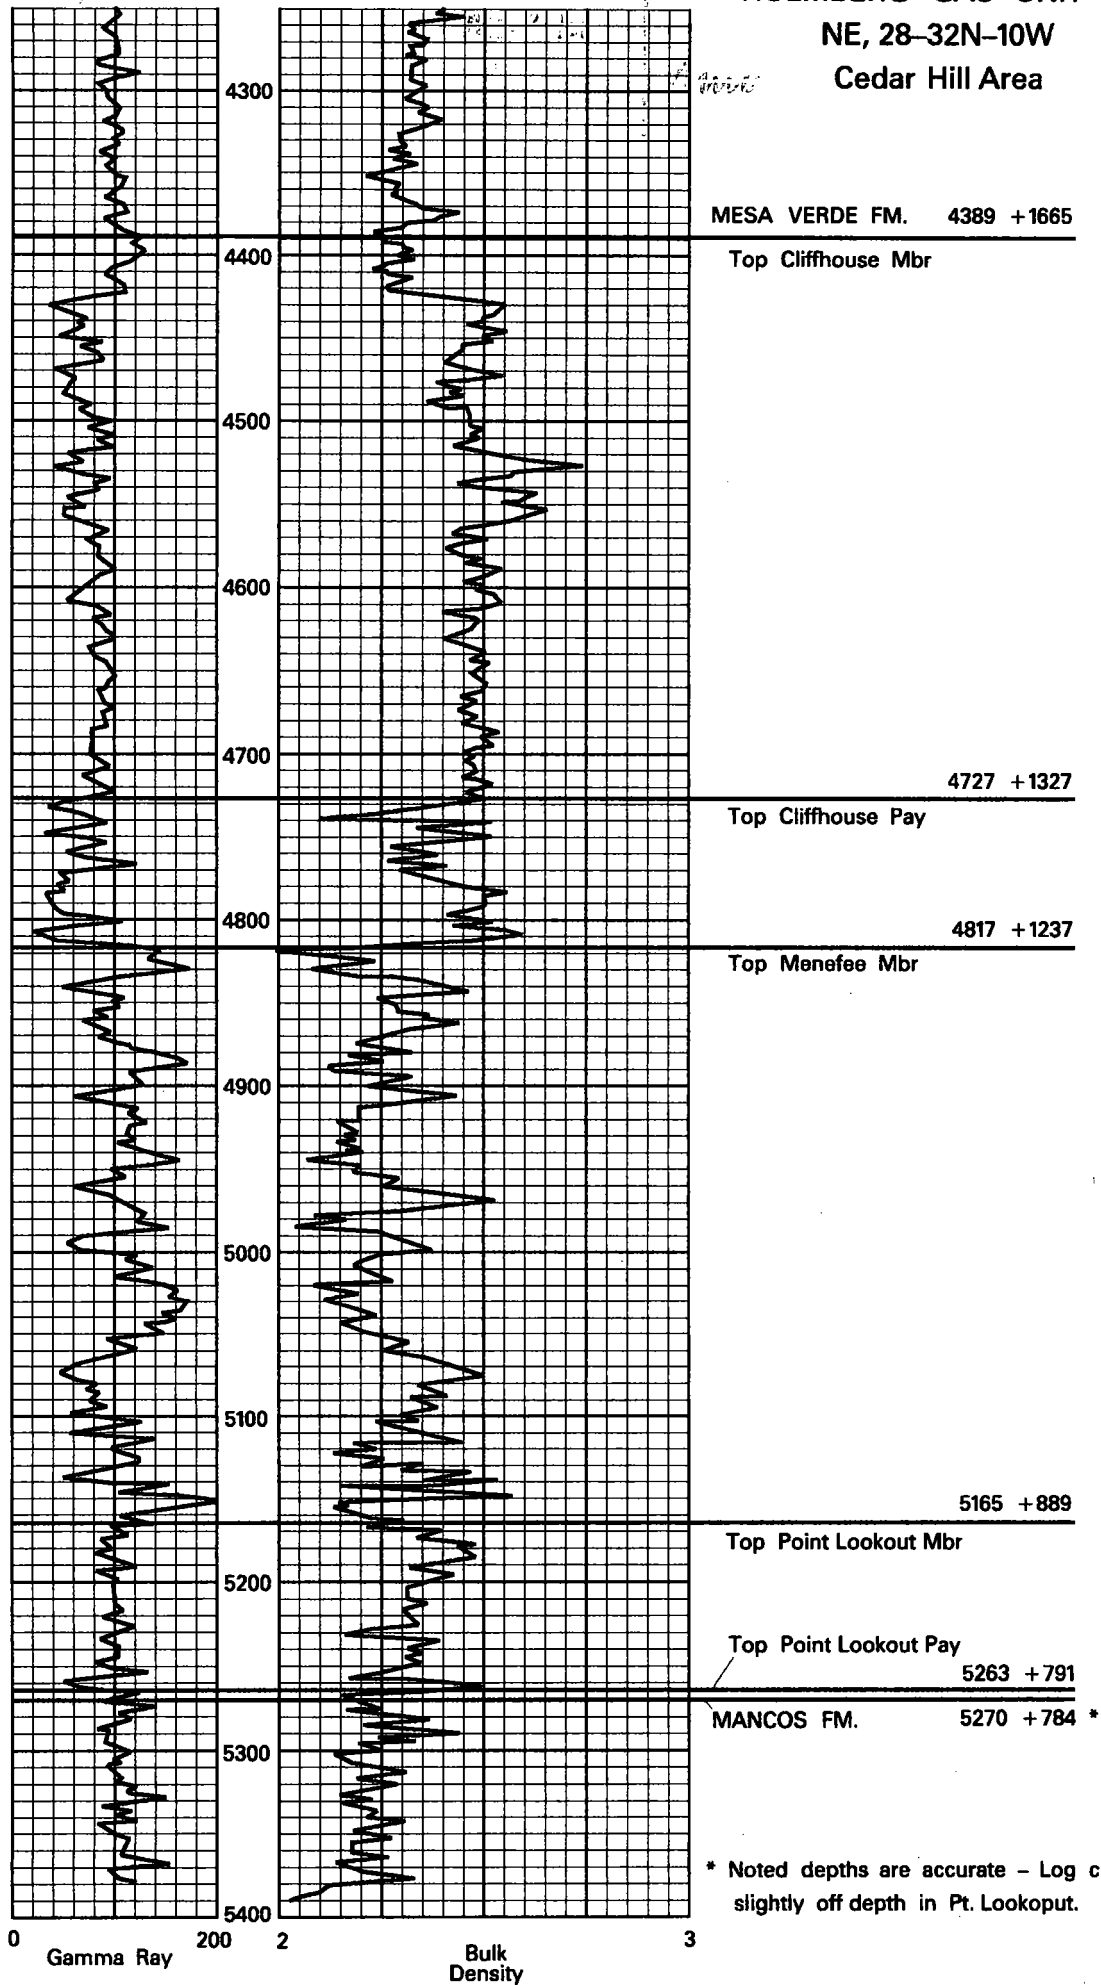 NE, 28–32N–10W
Cedar Hill Area
4300
MESA VERDE FM. 4389 +1665
Top Cliffhouse Mbr
4400
4500
4600
4700
4727 +1327
Top Cliffhouse Pay
4800
4817 +1237
Top Menefee Mbr
4900
5000
5100
5165 +889
Top Point Lookout Mbr
5200
Top Point Lookout Pay
5263 +791
MANCOS FM. 5270 +784 *
5300
* Noted depths are accurate – Log c
slightly off depth in Pt. Lookoput.
5400
0 200 2 3
Gamma Ray
Bulk
Density